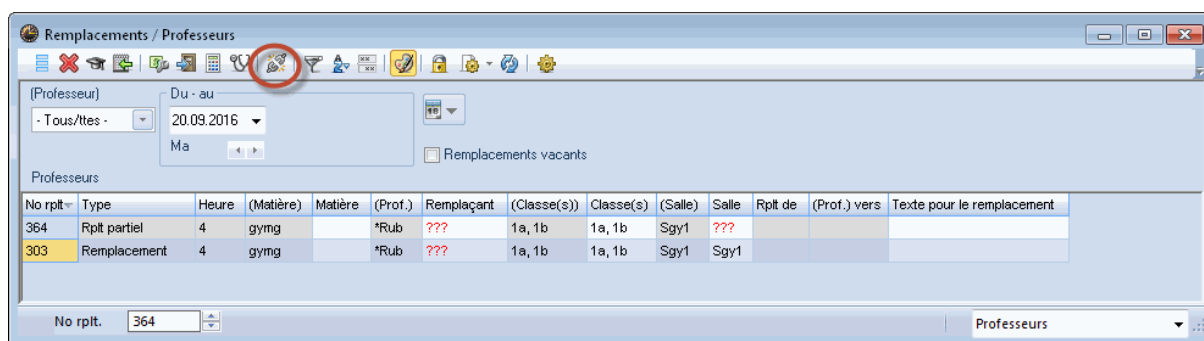 Remplacements / Professeurs
(Professeur)
Du - au
- Tous/ttes -
20.09.2016
Ma
Remplacements vacants
Professeurs
No rplt Type Heure (Matière) Matière (Prof.) Remplaçant (Classe(s)) Classe(s) (Salle) Salle Rplt de (Prof.) vers Texte pour le remplacement
364 Rplt partiel 4 gymg *Rub ??? 1a, 1b 1a, 1b Sgy1 ???
303 Remplacement 4 gymg *Rub ??? 1a, 1b 1a, 1b Sgy1 Sgy1
No rplt. 364 Professeurs